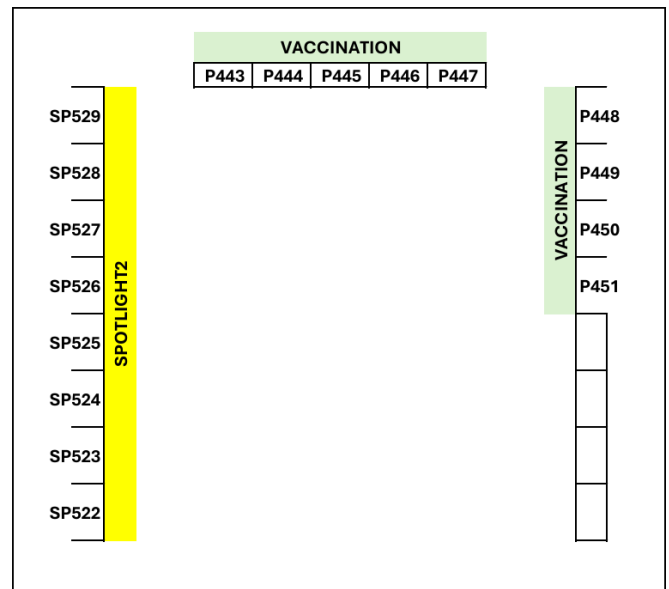 VACCINATION
P443 P444 P445 P446 P447
SP529
SP528
SP527
SP526
SP525
SP524
SP523
SP522
SPOTLIGHT2
VACCINATION
P448
P449
P450
P451